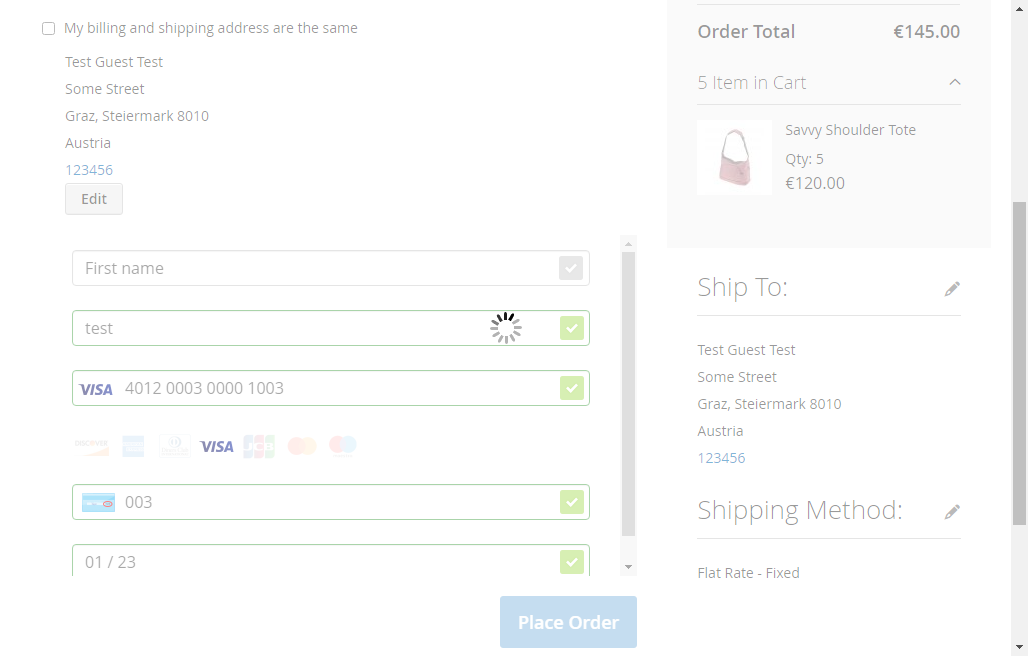 My billing and shipping address are the same
Test Guest Test
Some Street
Graz, Steiermark 8010
Austria
123456
Edit
First name
test
VISA 4012 0003 0000 1003
DISCOVER VISA JCB
003
01 / 23
Place Order
Order Total €145.00
5 Item in Cart
Savvy Shoulder Tote
Qty: 5
€120.00
Ship To:
Test Guest Test
Some Street
Graz, Steiermark 8010
Austria
123456
Shipping Method:
Flat Rate - Fixed